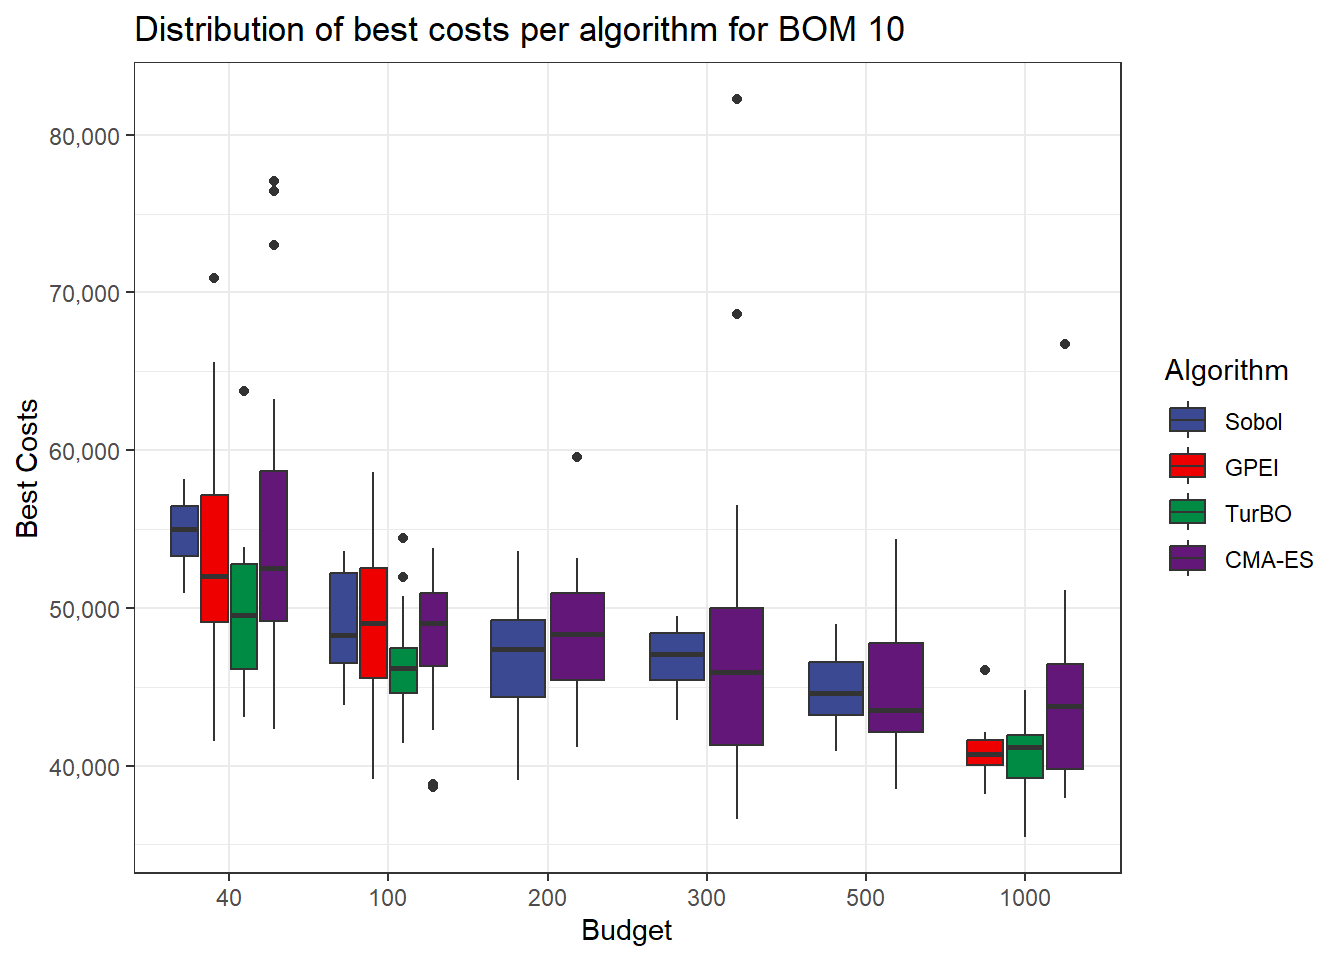 Distribution of best costs per algorithm for BOM 10
80,000
70,000
60,000
50,000
40,000
Best Costs
40 100 200 300 500 1000
Budget
Algorithm
Sobol
GPEI
TurBO
CMA-ES